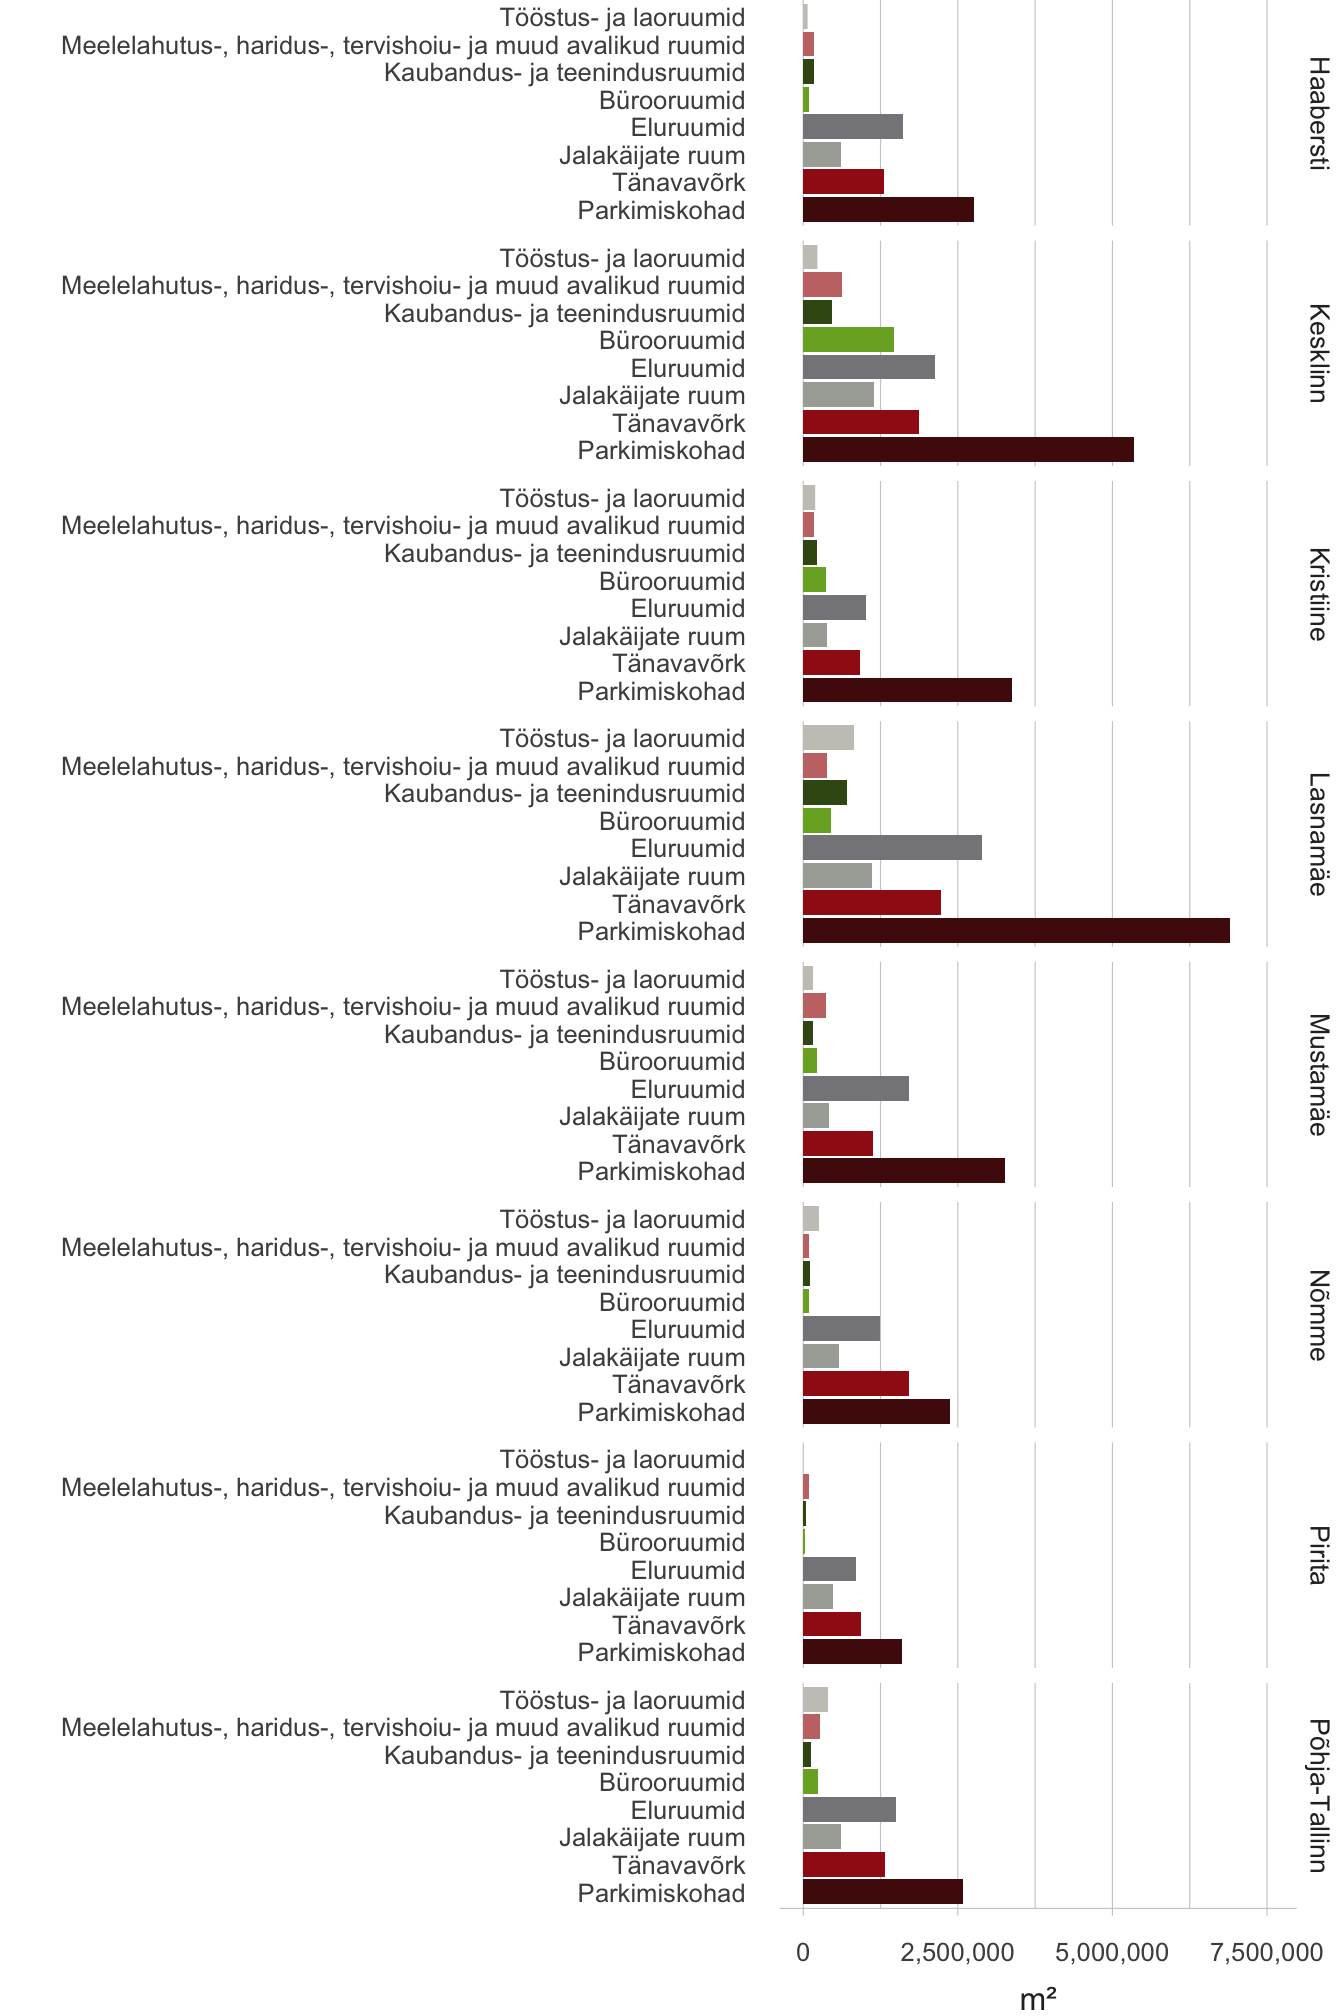 Tööstus- ja laoruumid
Meelelahutus-, haridus-, tervishoiu- ja muud avalikud ruumid
Kaubandus- ja teenindusruumid
Bürooruumid
Eluruumid
Jalakäijate ruum
Tänavavõrk
Parkimiskohad
Haabersti
Tööstus- ja laoruumid
Meelelahutus-, haridus-, tervishoiu- ja muud avalikud ruumid
Kaubandus- ja teenindusruumid
Bürooruumid
Eluruumid
Jalakäijate ruum
Tänavavõrk
Parkimiskohad
Kesklinn
Tööstus- ja laoruumid
Meelelahutus-, haridus-, tervishoiu- ja muud avalikud ruumid
Kaubandus- ja teenindusruumid
Bürooruumid
Eluruumid
Jalakäijate ruum
Tänavavõrk
Parkimiskohad
Kristiine
Tööstus- ja laoruumid
Meelelahutus-, haridus-, tervishoiu- ja muud avalikud ruumid
Kaubandus- ja teenindusruumid
Bürooruumid
Eluruumid
Jalakäijate ruum
Tänavavõrk
Parkimiskohad
Lasnamäe
Tööstus- ja laoruumid
Meelelahutus-, haridus-, tervishoiu- ja muud avalikud ruumid
Kaubandus- ja teenindusruumid
Bürooruumid
Eluruumid
Jalakäijate ruum
Tänavavõrk
Parkimiskohad
Mustamäe
Tööstus- ja laoruumid
Meelelahutus-, haridus-, tervishoiu- ja muud avalikud ruumid
Kaubandus- ja teenindusruumid
Bürooruumid
Eluruumid
Jalakäijate ruum
Tänavavõrk
Parkimiskohad
Nõmme
Tööstus- ja laoruumid
Meelelahutus-, haridus-, tervishoiu- ja muud avalikud ruumid
Kaubandus- ja teenindusruumid
Bürooruumid
Eluruumid
Jalakäijate ruum
Tänavavõrk
Parkimiskohad
Pirita
Tööstus- ja laoruumid
Meelelahutus-, haridus-, tervishoiu- ja muud avalikud ruumid
Kaubandus- ja teenindusruumid
Bürooruumid
Eluruumid
Jalakäijate ruum
Tänavavõrk
Parkimiskohad
Põhja-Tallinn
0 2,500,000 5,000,000 7,500,000
m²